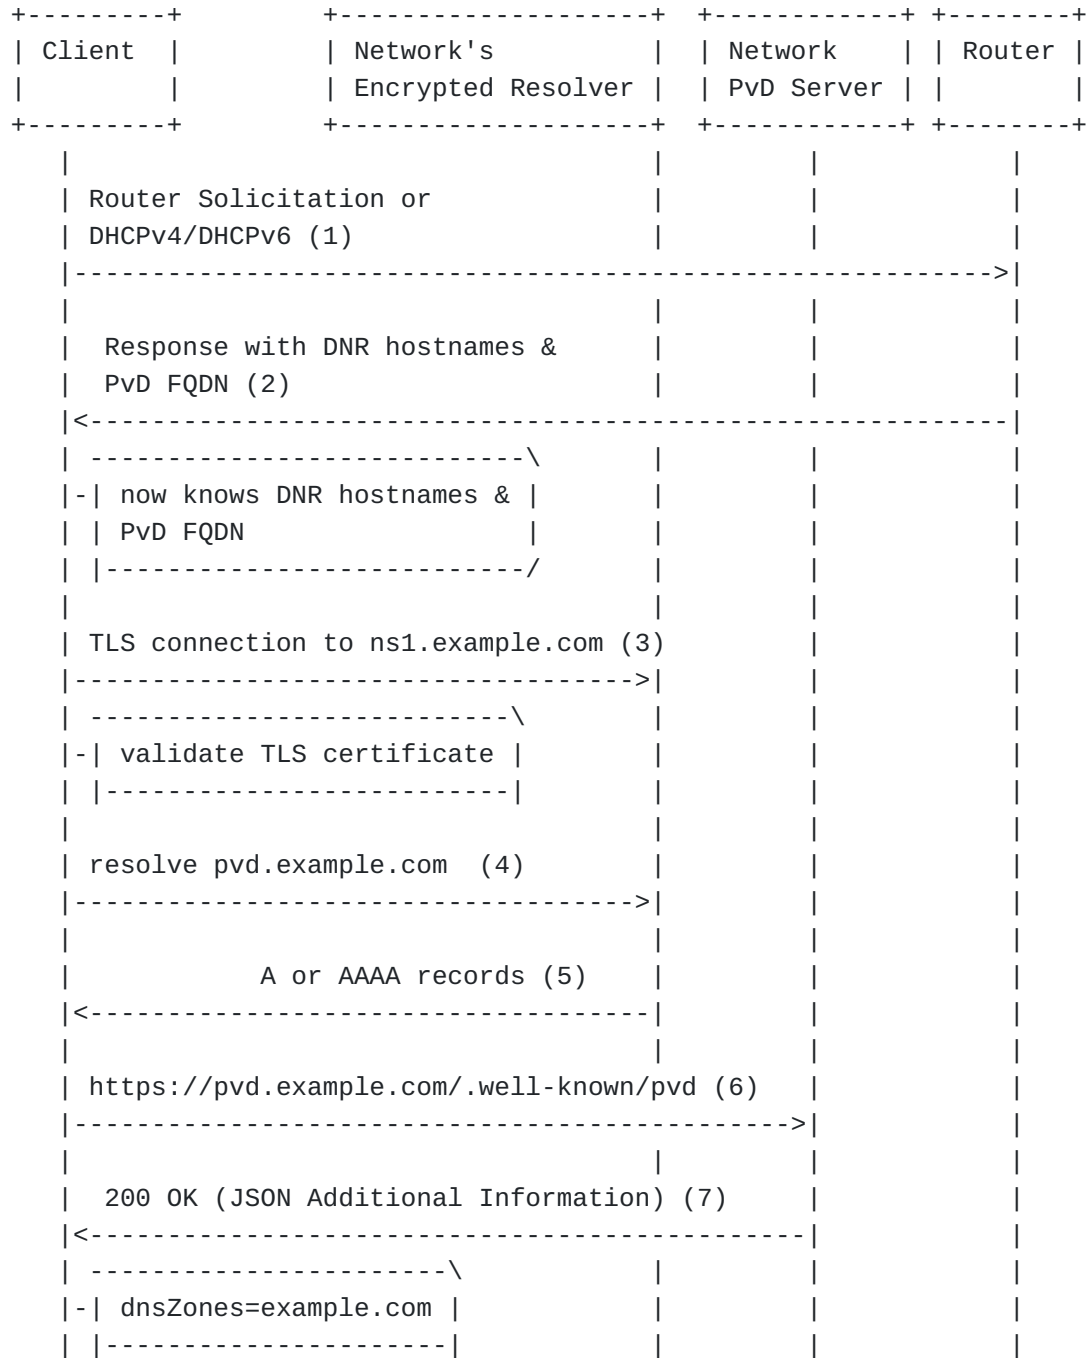 +---------+         +--------------------+  +------------+ +--------+
| Client  |         | Network's          |  | Network    | | Router |
|         |         | Encrypted Resolver |  | PvD Server | |        |
+---------+         +--------------------+  +------------+ +--------+
   |                                     |         |            |
   | Router Solicitation or              |         |            |
   | DHCPv4/DHCPv6 (1)                   |         |            |
   |----------------------------------------------------------->|
   |                                     |         |            |
   |  Response with DNR hostnames &      |         |            |
   |  PvD FQDN (2)                       |         |            |
   |<-----------------------------------------------------------|
   | ----------------------------\       |         |            |
   |-| now knows DNR hostnames & |       |         |            |
   | | PvD FQDN                  |       |         |            |
   | |---------------------------/       |         |            |
   |                                     |         |            |
   | TLS connection to ns1.example.com (3)         |            |
   |------------------------------------>|         |            |
   | ---------------------------\        |         |            |
   |-| validate TLS certificate |        |         |            |
   | |--------------------------|        |         |            |
   |                                     |         |            |
   | resolve pvd.example.com  (4)        |         |            |
   |------------------------------------>|         |            |
   |                                     |         |            |
   |            A or AAAA records (5)    |         |            |
   |<------------------------------------|         |            |
   |                                     |         |            |
   | https://pvd.example.com/.well-known/pvd (6)   |            |
   |---------------------------------------------->|            |
   |                                     |         |            |
   |  200 OK (JSON Additional Information) (7)     |            |
   |<----------------------------------------------|            |
   | -----------------------\            |         |            |
   |-| dnsZones=example.com |            |         |            |
   | |----------------------|            |         |            |